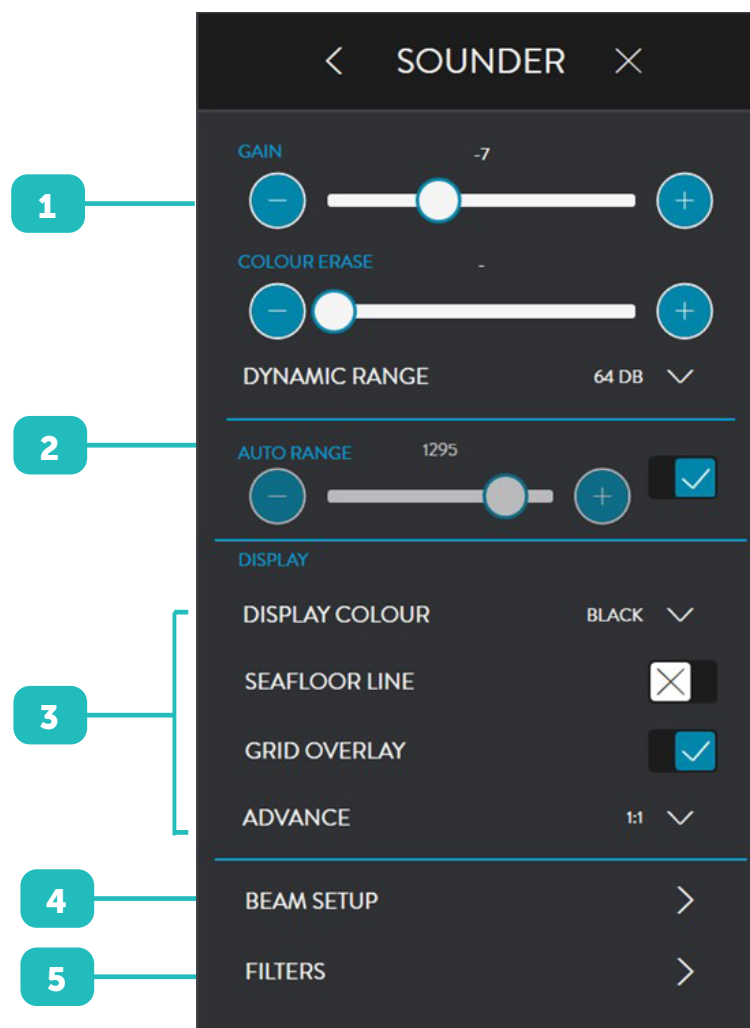 SOUNDER
GAIN -7
1
COLOUR ERASE -
DYNAMIC RANGE 64 DB
2
AUTO RANGE 1295
DISPLAY
DISPLAY COLOUR BLACK
SEAFLOOR LINE
3
GRID OVERLAY
ADVANCE 1:1
4 BEAM SETUP
5 FILTERS